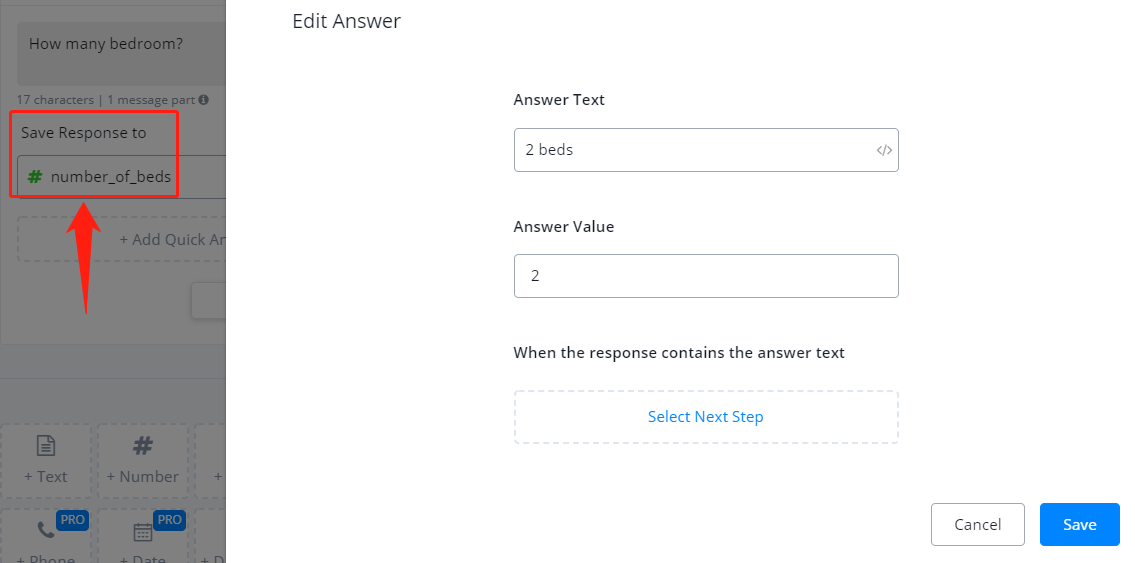 Edit Answer
How many bedroom?
17 characters | 1 message part
Save Response to
# number_of_beds
+ Add Quick An
Answer Text
2 beds
</>
Answer Value
2
When the response contains the answer text
Select Next Step
+ Text
#
+ Number
+
PRO
PRO
+ Phone
+ Date
+ D
Cancel
Save